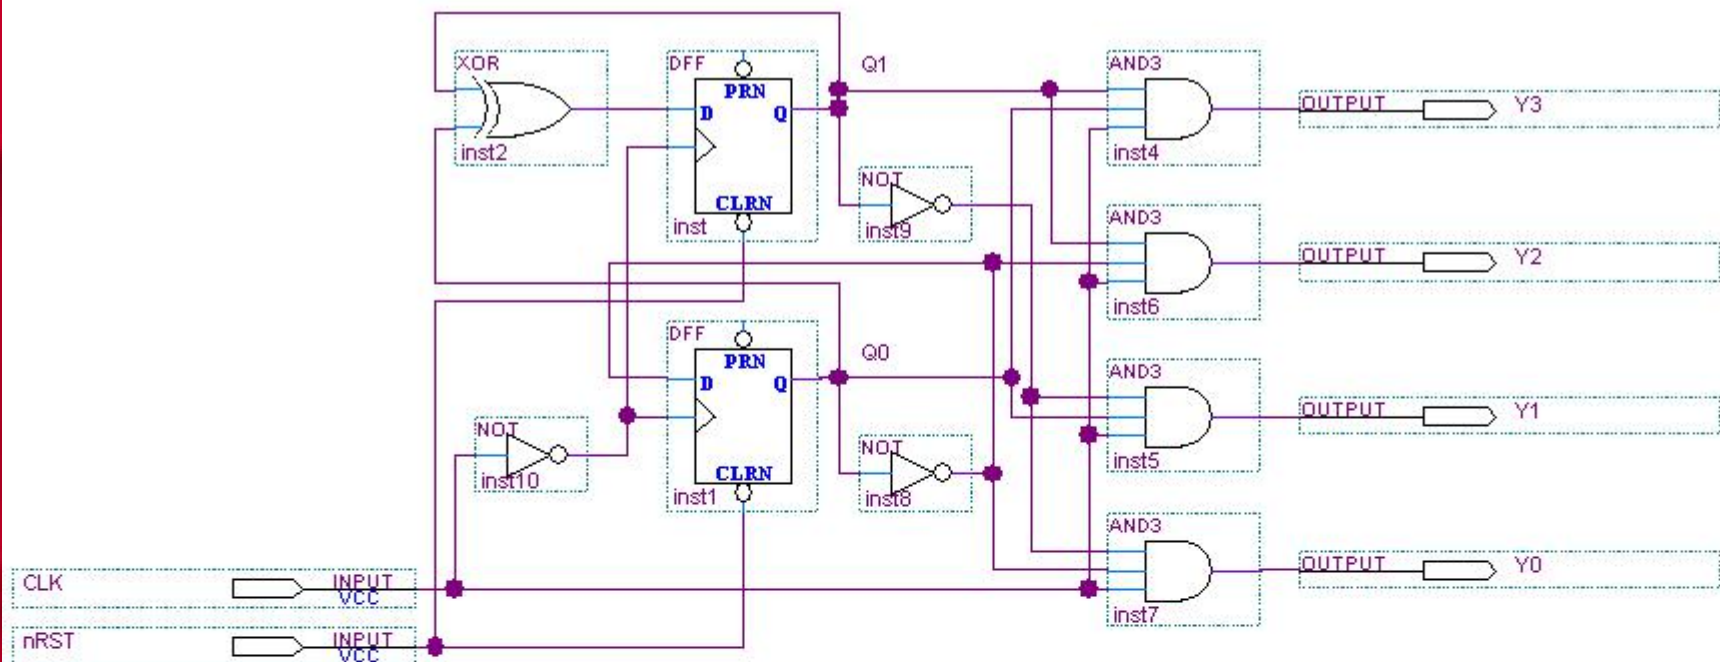 XOR
inst2
DFF
PRN
D
Q
CLRN
inst
Q1
NOT
inst9
AND3
inst4
OUTPUT
Y3
AND3
inst6
OUTPUT
Y2
DFF
PRN
D
Q
CLRN
inst1
Q0
NOT
inst10
NOT
inst8
AND3
inst5
OUTPUT
Y1
AND3
inst7
OUTPUT
Y0
CLK
INPUT
VCC
nRST
INPUT
VCC